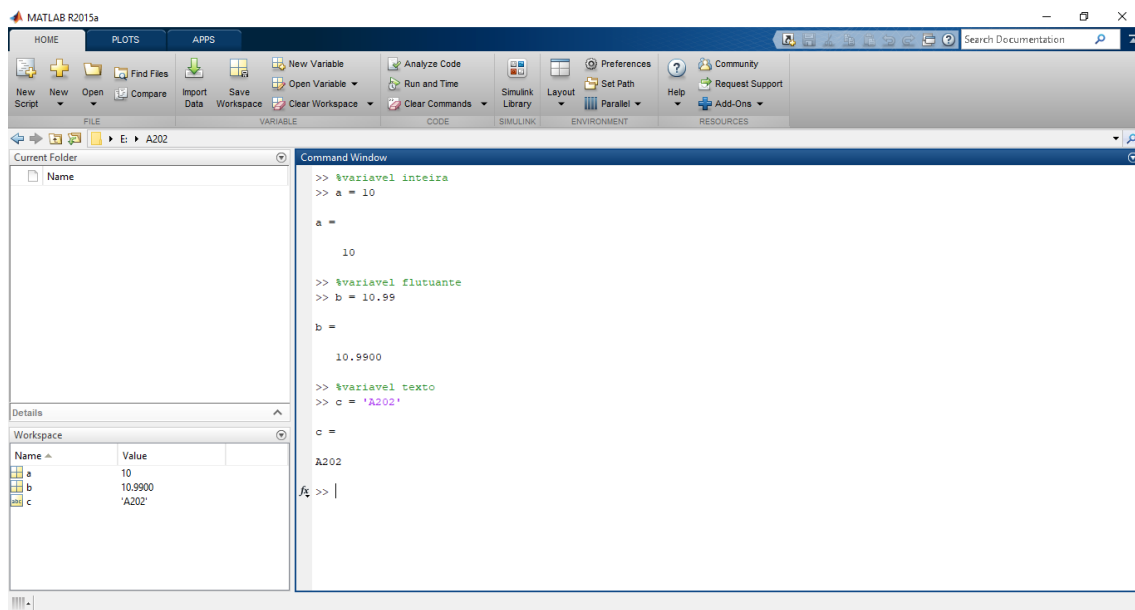 MATLAB R2015a
HOME PLOTS APPS
Search Documentation
New Script
New
Open
Find Files
Compare
FILE
Import Data
Save Workspace
New Variable
Open Variable
Clear Workspace
VARIABLE
Analyze Code
Run and Time
Clear Commands
CODE
Simulink Library
SIMULINK
Layout
Preferences
Set Path
Parallel
ENVIRONMENT
Help
Community
Request Support
Add-Ons
RESOURCES
E: A202
Current Folder
Name
Details
Workspace
Name Value
a 10
b 10.9900
abc c 'A202'
Command Window
>> %variavel inteira
>> a = 10
a =
10
>> %variavel flutuante
>> b = 10.99
b =
10.9900
>> %variavel texto
>> c = 'A202'
c =
A202
fx >>